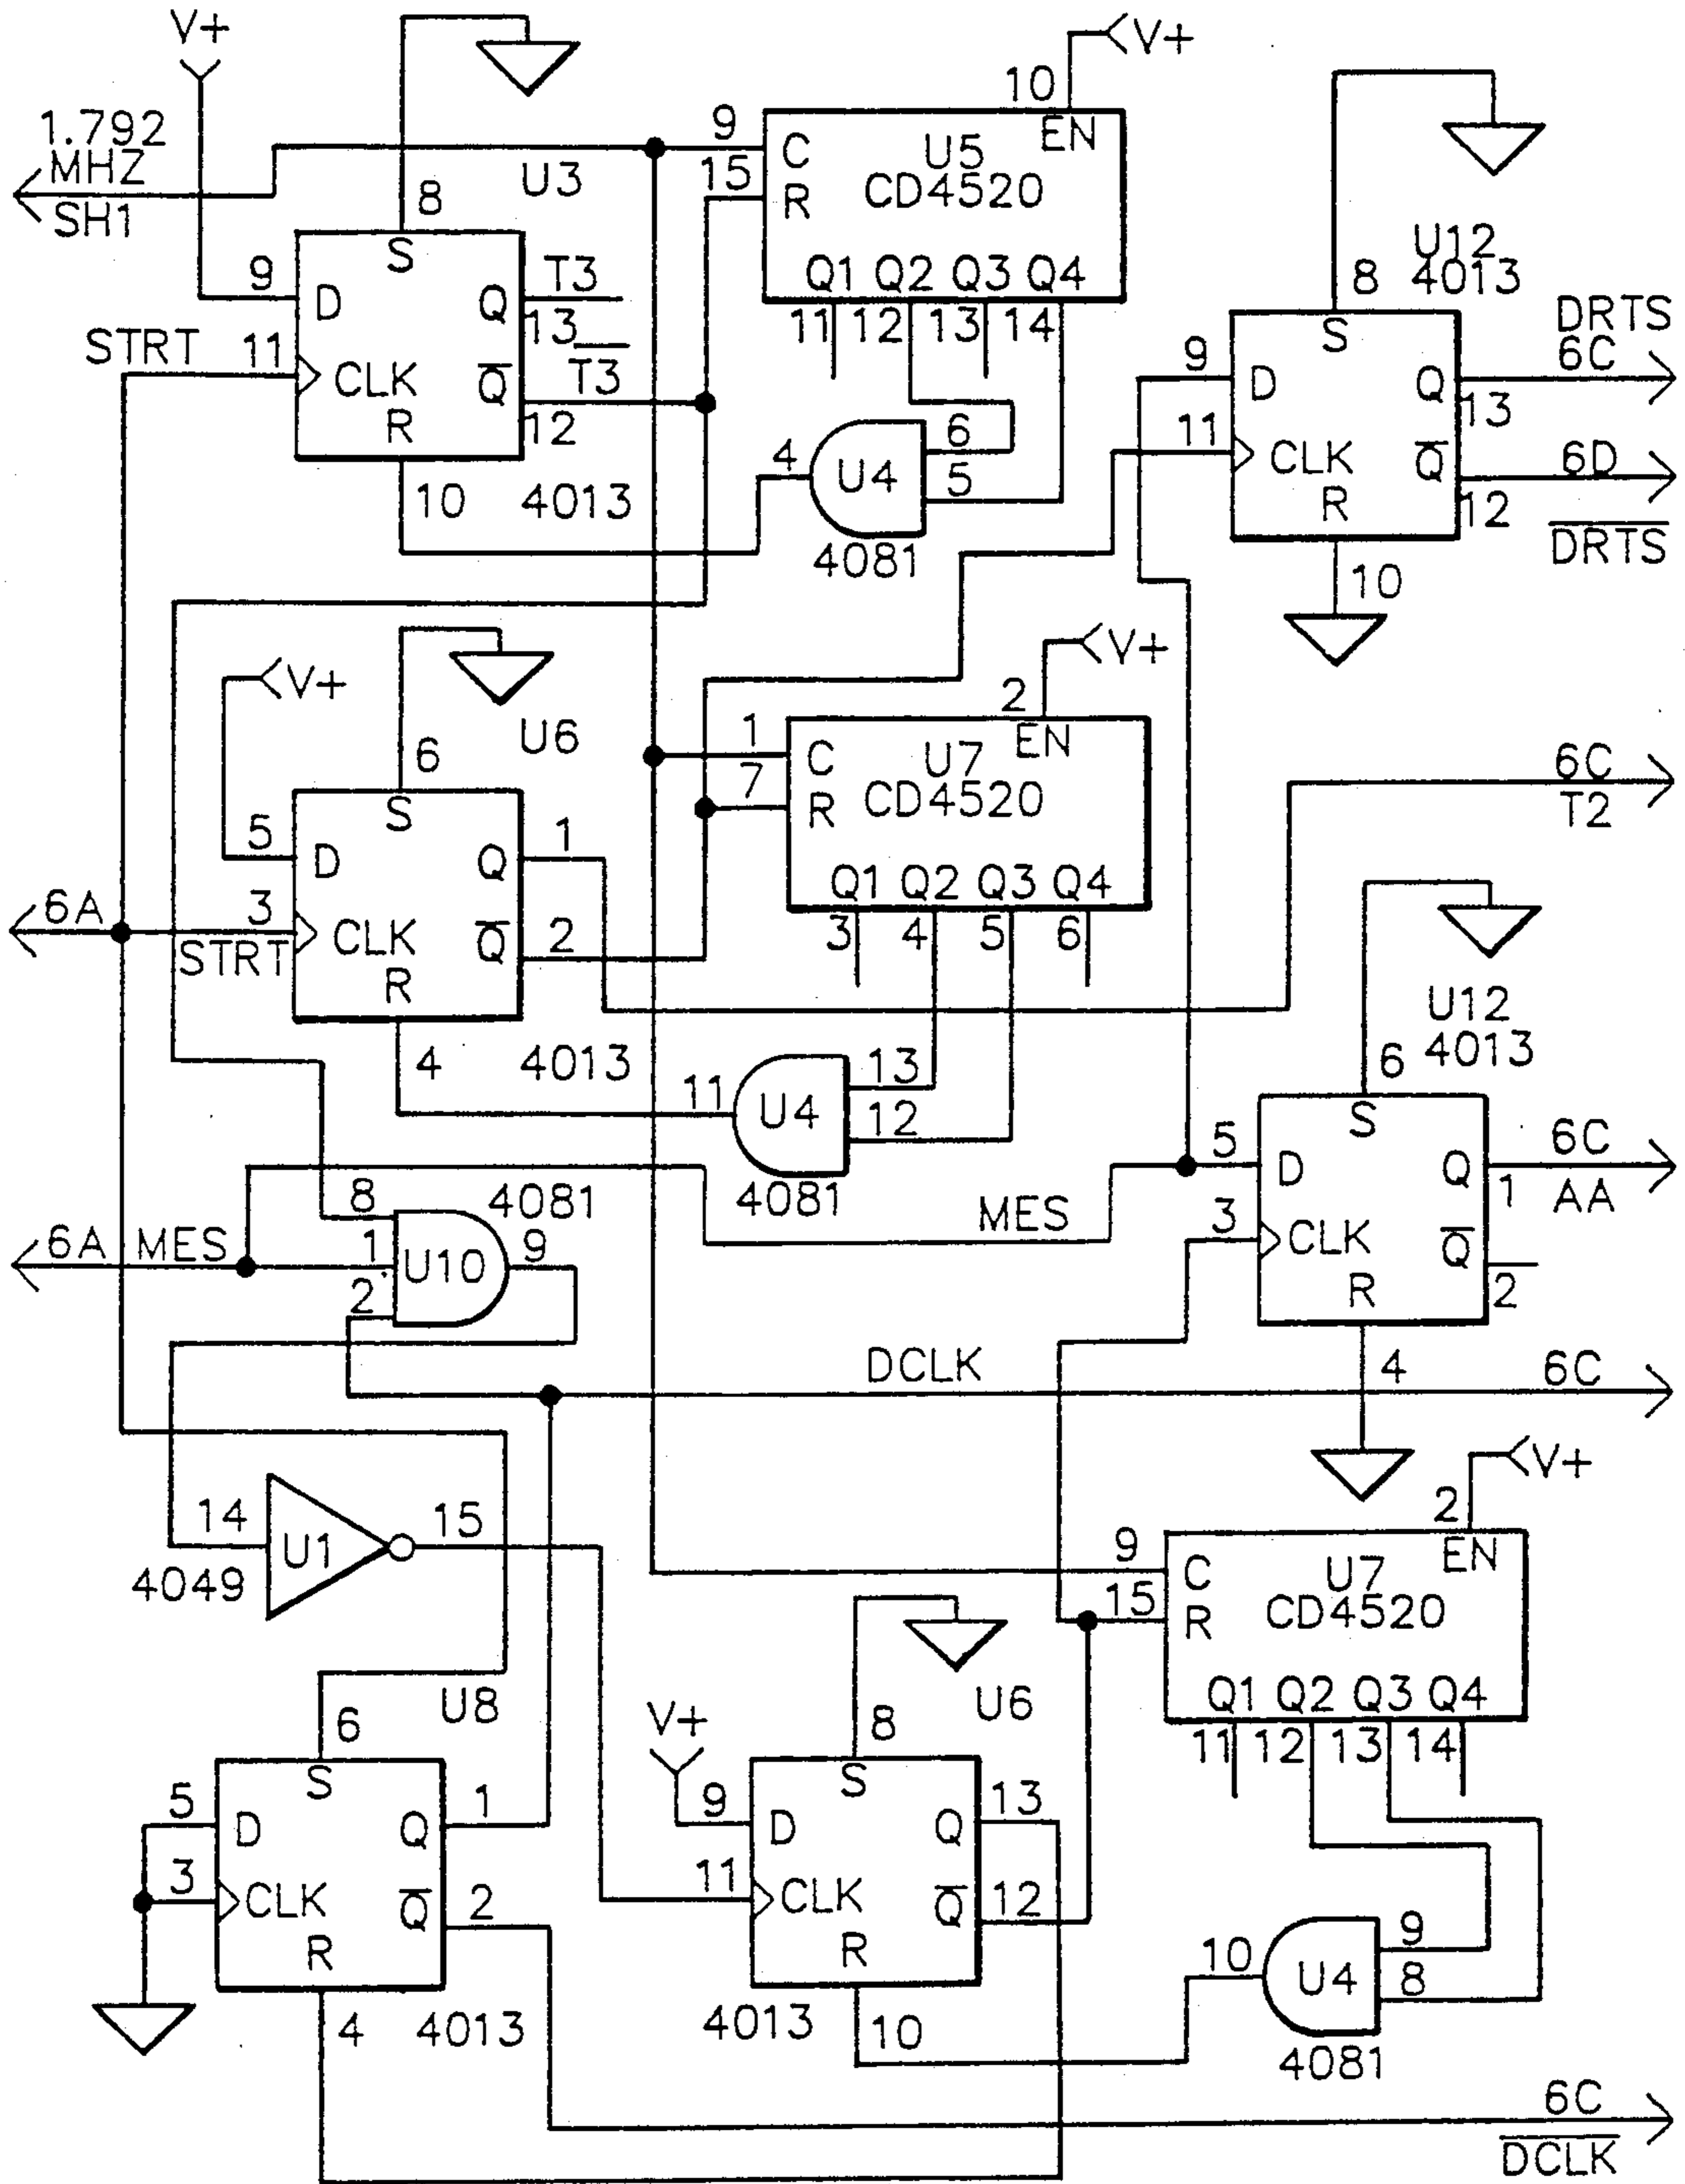 V+
V+
1.792
MHZ
SH1
10
EN
9
C
15
R
U5
CD4520
U3
8
S
9
D
Q
T3
13
T3
STRT
11
CLK
Q
12
R
10
4013
Q1 Q2 Q3 Q4
11 12 13 14
6
5
4
U4
4081
U12
4013
8
S
9
D
Q
13
11
CLK
Q
12
R
10
DRTS
6C
6D
DRTS
V+
V+
U6
6
S
5
D
Q
1
6A
3
STRT
CLK
Q
2
R
4
4013
2
EN
1
C
7
R
U7
CD4520
Q1 Q2 Q3 Q4
3 4 5 6
6C
T2
13
12
11
U4
4081
U12
4013
6
S
5
D
Q
1
6C
AA
3
CLK
Q
2
R
4
MES
6A MES
8
1
2
U10
9
4081
DCLK
6C
14
U1
15
4049
V+
2
EN
9
C
15
R
U7
CD4520
Q1 Q2 Q3 Q4
11 12 13 14
U8
6
S
5
D
Q
1
3
CLK
Q
2
R
4
4013
V+
U6
8
S
9
D
Q
13
11
CLK
Q
12
R
10
4013
9
8
10
U4
4081
6C
DCLK